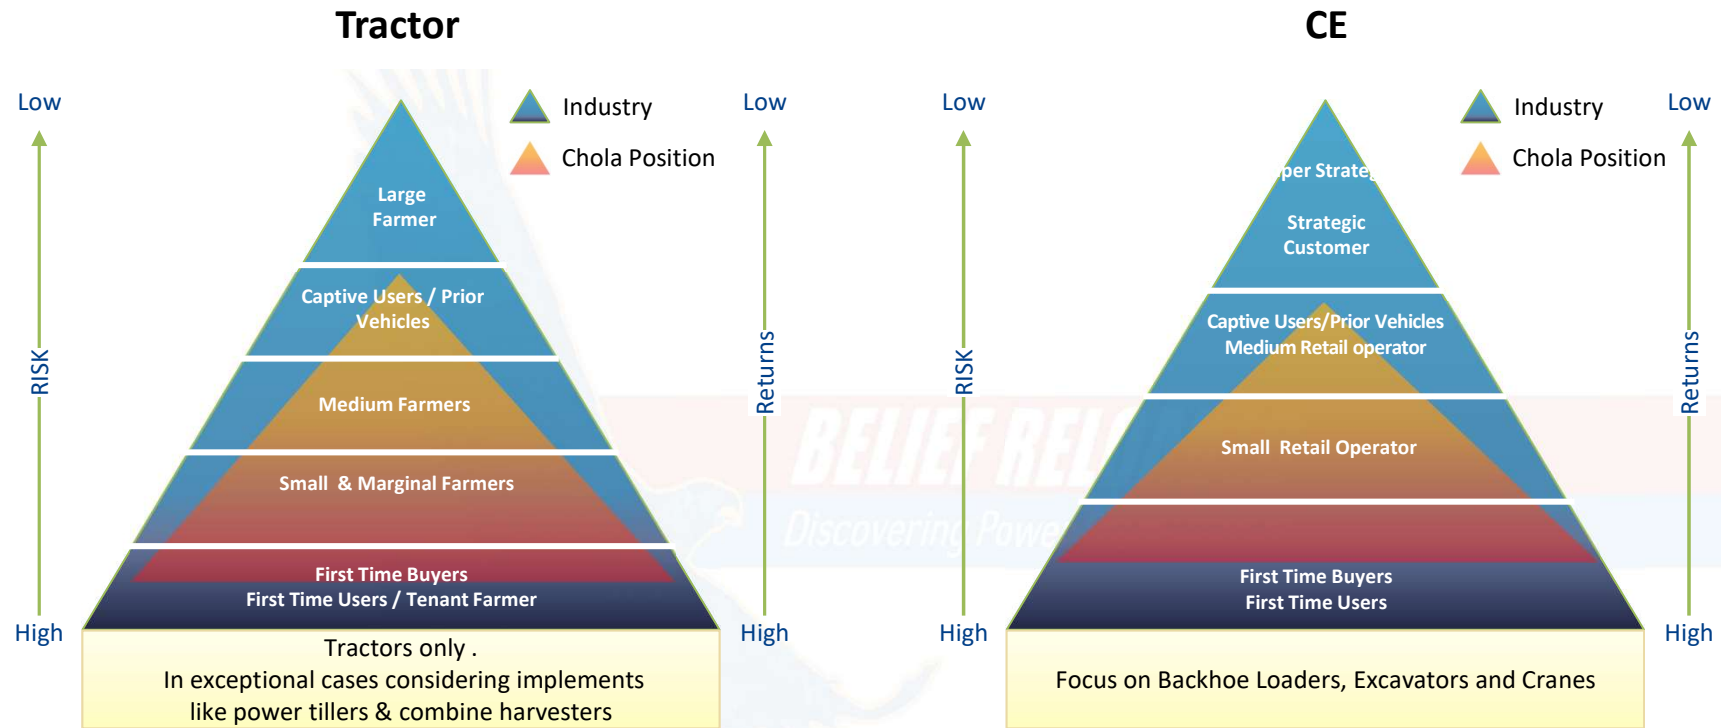 Tractor
Low
RISK
High
Industry
Chola Position
Large
Farmer
Captive Users / Prior
Vehicles
Medium Farmers
Small & Marginal Farmers
First Time Buyers
First Time Users / Tenant Farmer
Low
Returns
High
Tractors only .
In exceptional cases considering implements
like power tillers & combine harvesters
CE
Low
RISK
High
Industry
Chola Position
Strategic
Customer
Captive Users/Prior Vehicles
Medium Retail operator
Small Retail Operator
First Time Buyers
First Time Users
Low
Returns
High
Focus on Backhoe Loaders, Excavators and Cranes
BELIEF
Discovering